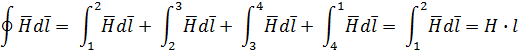 ∮ H̅dl̅ = ∫₁² H̅dl̅ + ∫₂³ H̅dl̅ + ∫₃⁴ H̅dl̅ + ∫₄¹ H̅dl̅ = ∫₁² H̅dl̅ = H · l